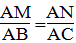 AM/AB = AN/AC